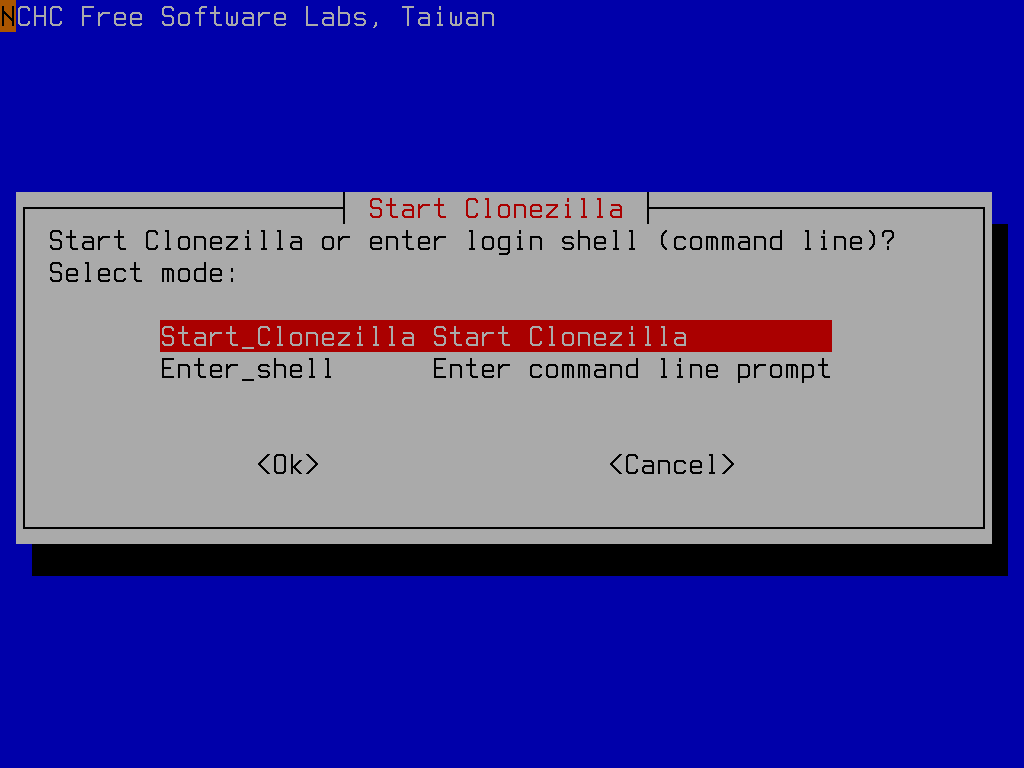 NCHC Free Software Labs, Taiwan
Start Clonezilla
Start Clonezilla or enter login shell (command line)?
Select mode:
Start_Clonezilla Start Clonezilla
Enter_shell Enter command line prompt
<Ok> <Cancel>